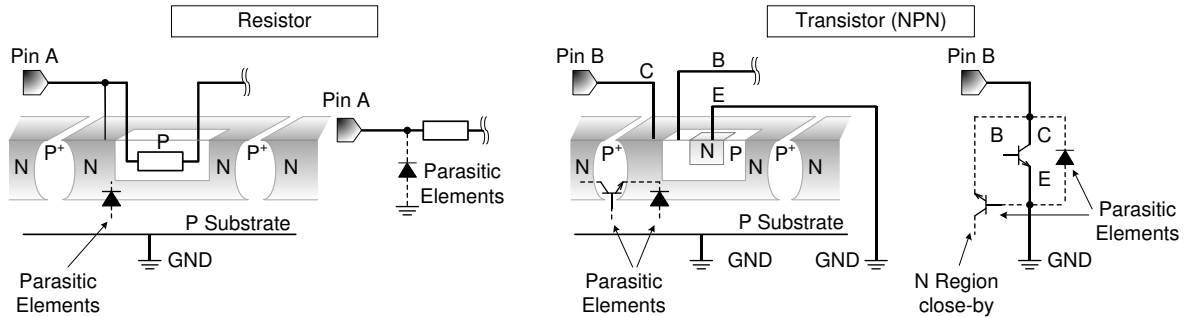 Resistor
Transistor (NPN)
Pin A
Pin B
Pin B
C
B
E
Pin A
N
P+
N
P
P+
N
N
P+
N
P
P+
N
B
C
E
Parasitic
Elements
P Substrate
P Substrate
Parasitic
Elements
GND
GND
GND
GND
Parasitic
Elements
Parasitic
Elements
N Region
close-by